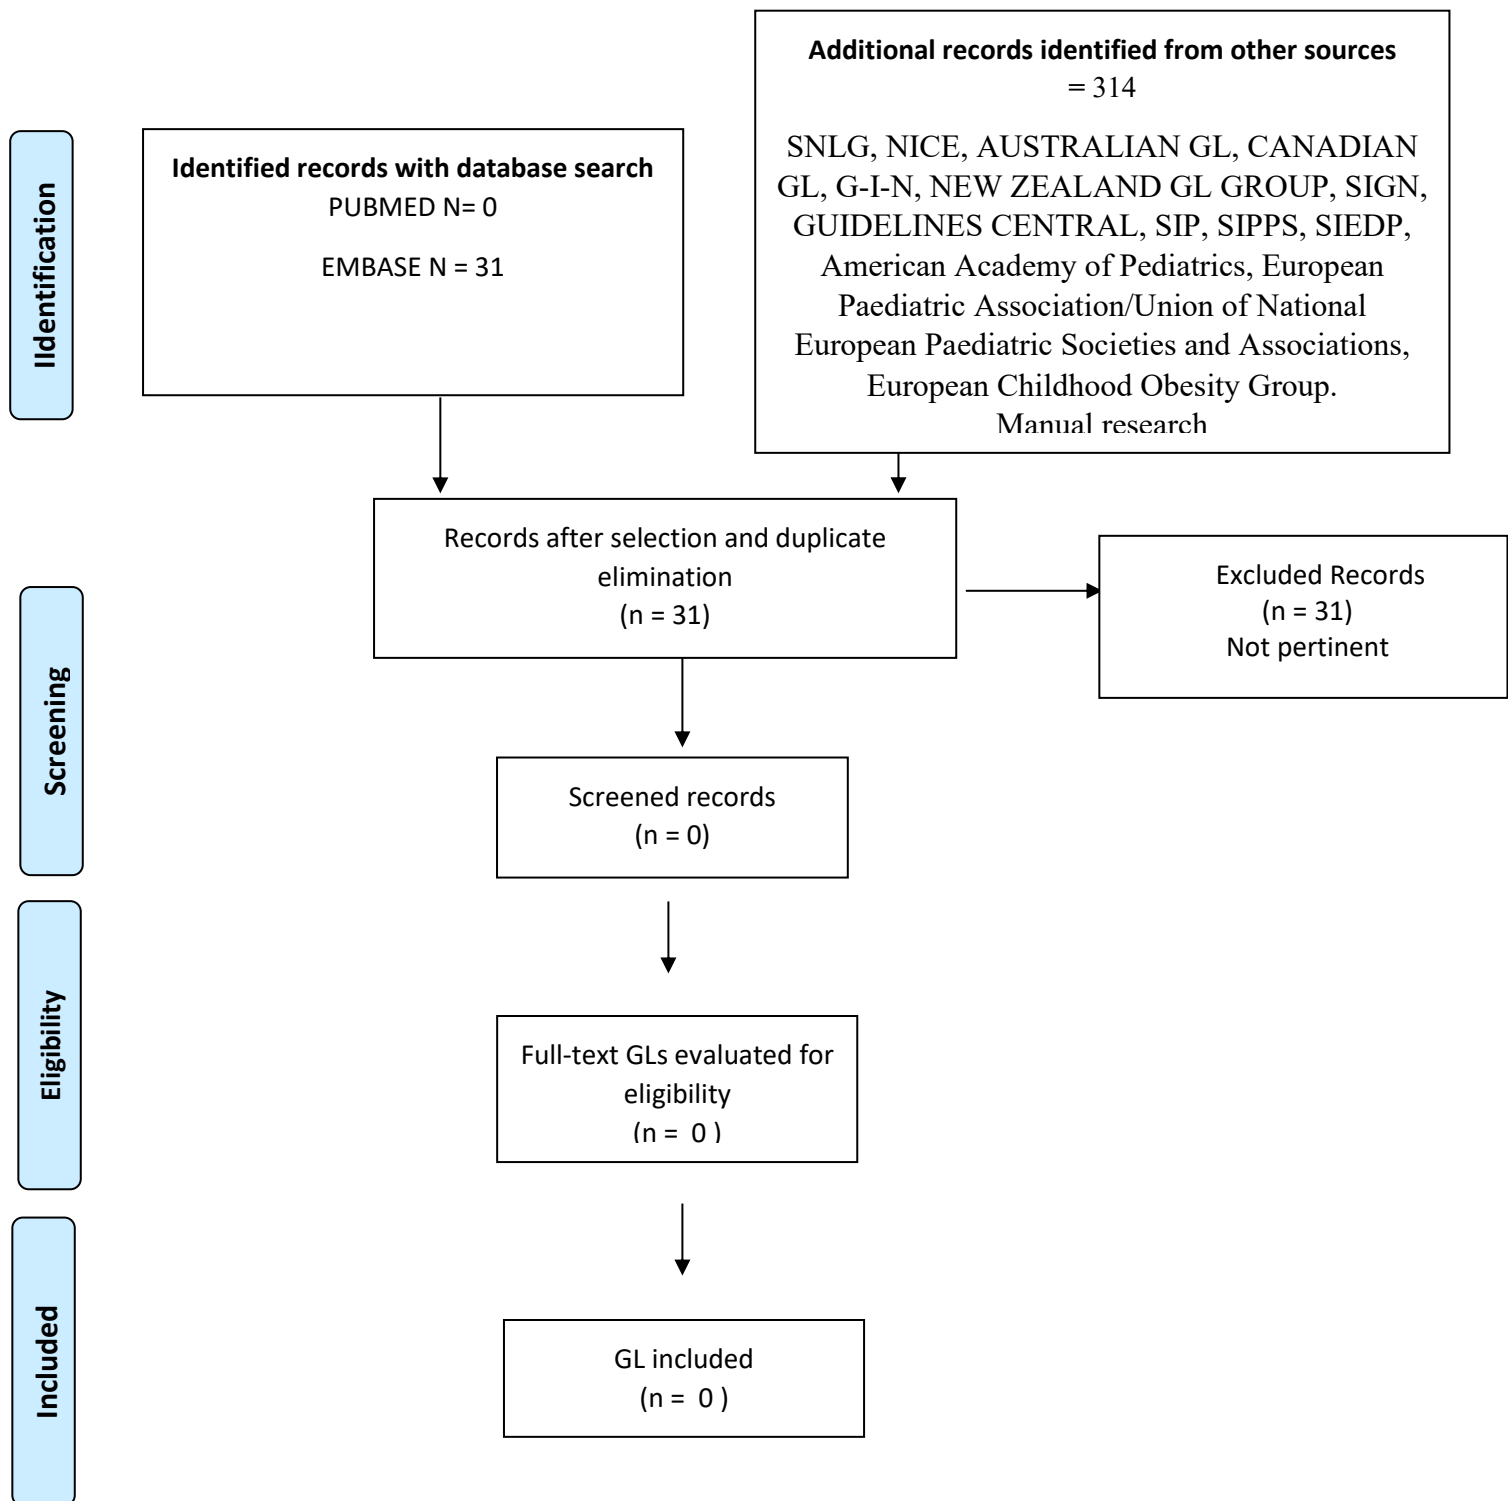 Additional records identified from other sources
= 314
SNLG, NICE, AUSTRALIAN GL, CANADIAN
GL, G-I-N, NEW ZEALAND GL GROUP, SIGN,
GUIDELINES CENTRAL, SIP, SIPPS, SIEDP,
American Academy of Pediatrics, European
Paediatric Association/Union of National
European Paediatric Societies and Associations,
European Childhood Obesity Group.
Manual research
IIdentification
Identified records with database search
PUBMED N= 0
EMBASE N = 31
Records after selection and duplicate
elimination
(n = 31)
Excluded Records
(n = 31)
Not pertinent
Screening
Screened records
(n = 0)
Eligibility
Full-text GLs evaluated for
eligibility
(n =  0 )
Included
GL included
(n =  0 )